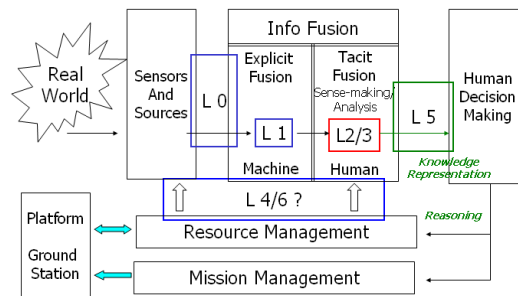 Info Fusion
Real
World
Sensors
And
Sources
L 0
Explicit
Fusion
L 1
Machine
Tacit
Fusion
Sense-making/
Analysis
L2/3
Human
L 5
Human
Decision
Making
Knowledge
Representation
L 4/6 ?
Reasoning
Platform
Ground
Station
Resource Management
Mission Management